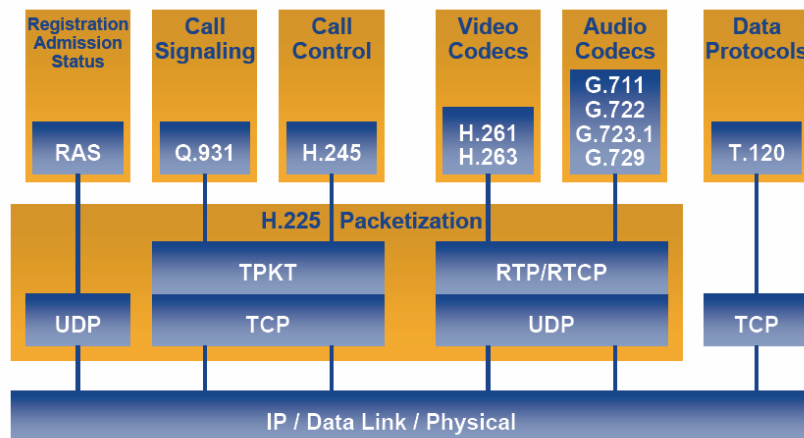 Registration
Admission
Status
RAS
Call
Signaling
Q.931
Call
Control
H.245
Video
Codecs
H.261
H.263
Audio
Codecs
G.711
G.722
G.723.1
G.729
Data
Protocols
T.120
H.225 Packetization
TPKT
RTP/RTCP
UDP
TCP
UDP
TCP
IP / Data Link / Physical